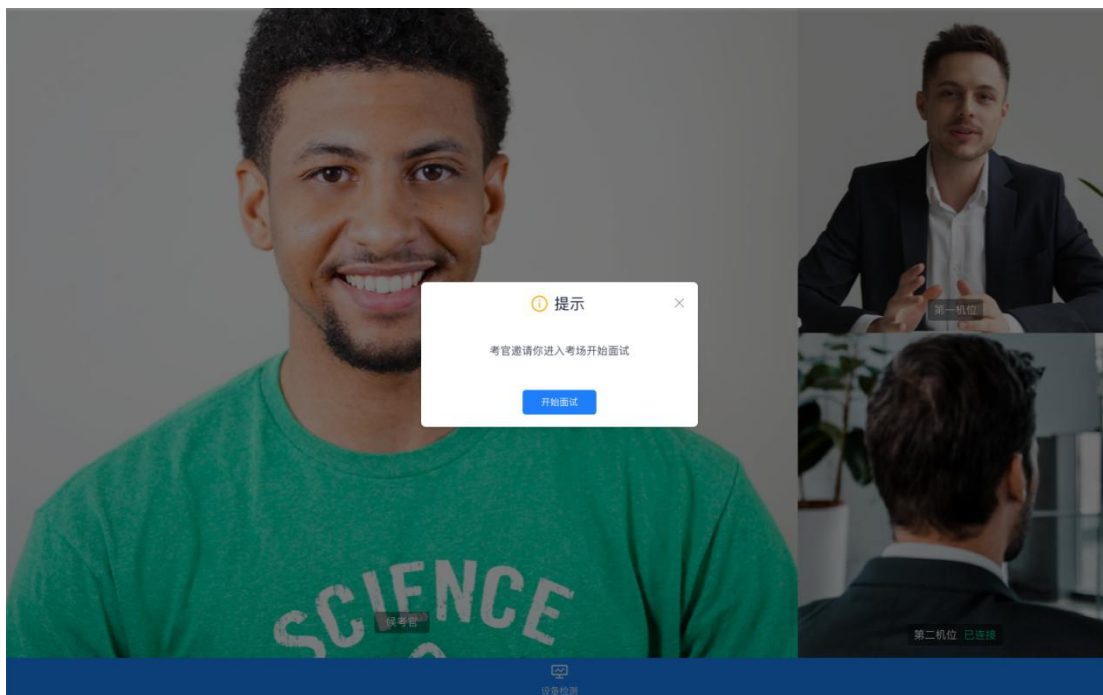 提示
考官邀请你进入考场开始面试
开始面试
第一机位
SCIENCE
候考官
第二机位 已连接
设备检测